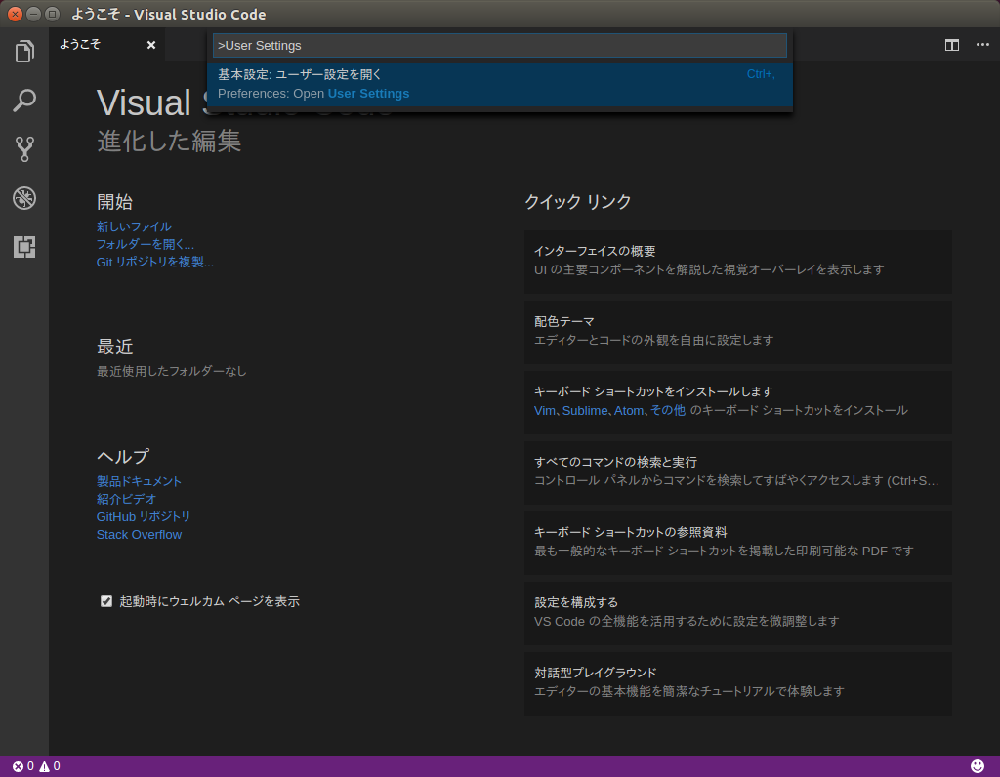 ようこそ - Visual Studio Code
ようこそ
>User Settings
基本設定: ユーザー設定を開く Ctrl+,
Preferences: Open User Settings
Visual Studio Code
進化した編集
開始
新しいファイル
フォルダーを開く...
Git リポジトリを複製...
最近
最近使用したフォルダーなし
ヘルプ
製品ドキュメント
紹介ビデオ
GitHub リポジトリ
Stack Overflow
起動時にウェルカム ページを表示
クイック リンク
インターフェイスの概要
UI の主要コンポーネントを解説した視覚オーバーレイを表示します
配色テーマ
エディターとコードの外観を自由に設定します
キーボード ショートカットをインストールします
Vim、Sublime、Atom、その他 のキーボード ショートカットをインストール
すべてのコマンドの検索と実行
コントロール パネルからコマンドを検索してすばやくアクセスします (Ctrl+S...
キーボード ショートカットの参照資料
最も一般的なキーボード ショートカットを掲載した印刷可能な PDF です
設定を構成する
VS Code の全機能を活用するために設定を微調整します
対話型プレイグラウンド
エディターの基本機能を簡潔なチュートリアルで体験します
0 0